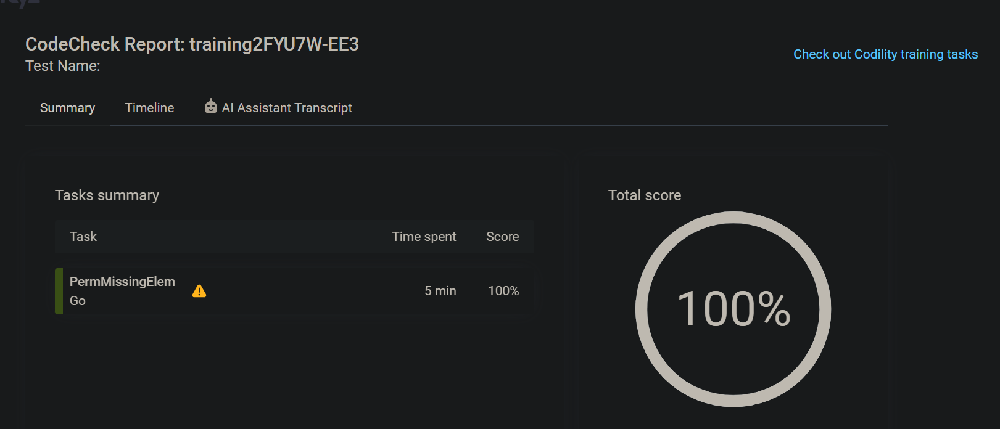 CodeCheck Report: training2FYU7W-EE3
Test Name:
Check out Codility training tasks
Summary
Timeline
AI Assistant Transcript
Tasks summary
Task Time spent Score
PermMissingElem
Go
5 min 100%
Total score
100%